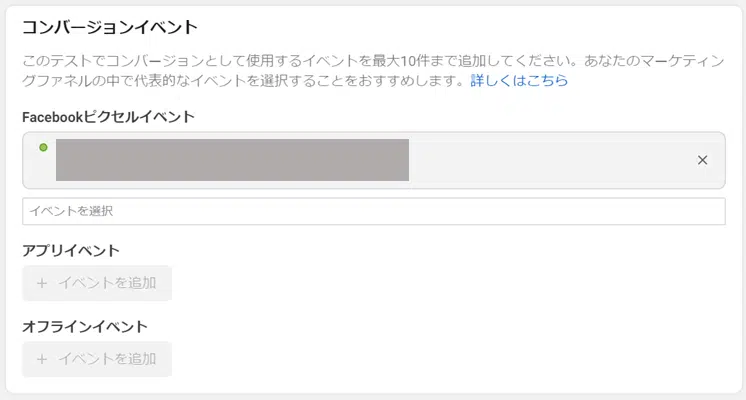 コンバージョンイベント
このテストでコンバージョンとして使用するイベントを最大10件まで追加してください。あなたのマーケティン
グファネルの中で代表的なイベントを選択することをおすすめします。詳しくはこちら
Facebookピクセルイベント
イベントを選択
アプリイベント
+ イベントを追加
オフラインイベント
+ イベントを追加